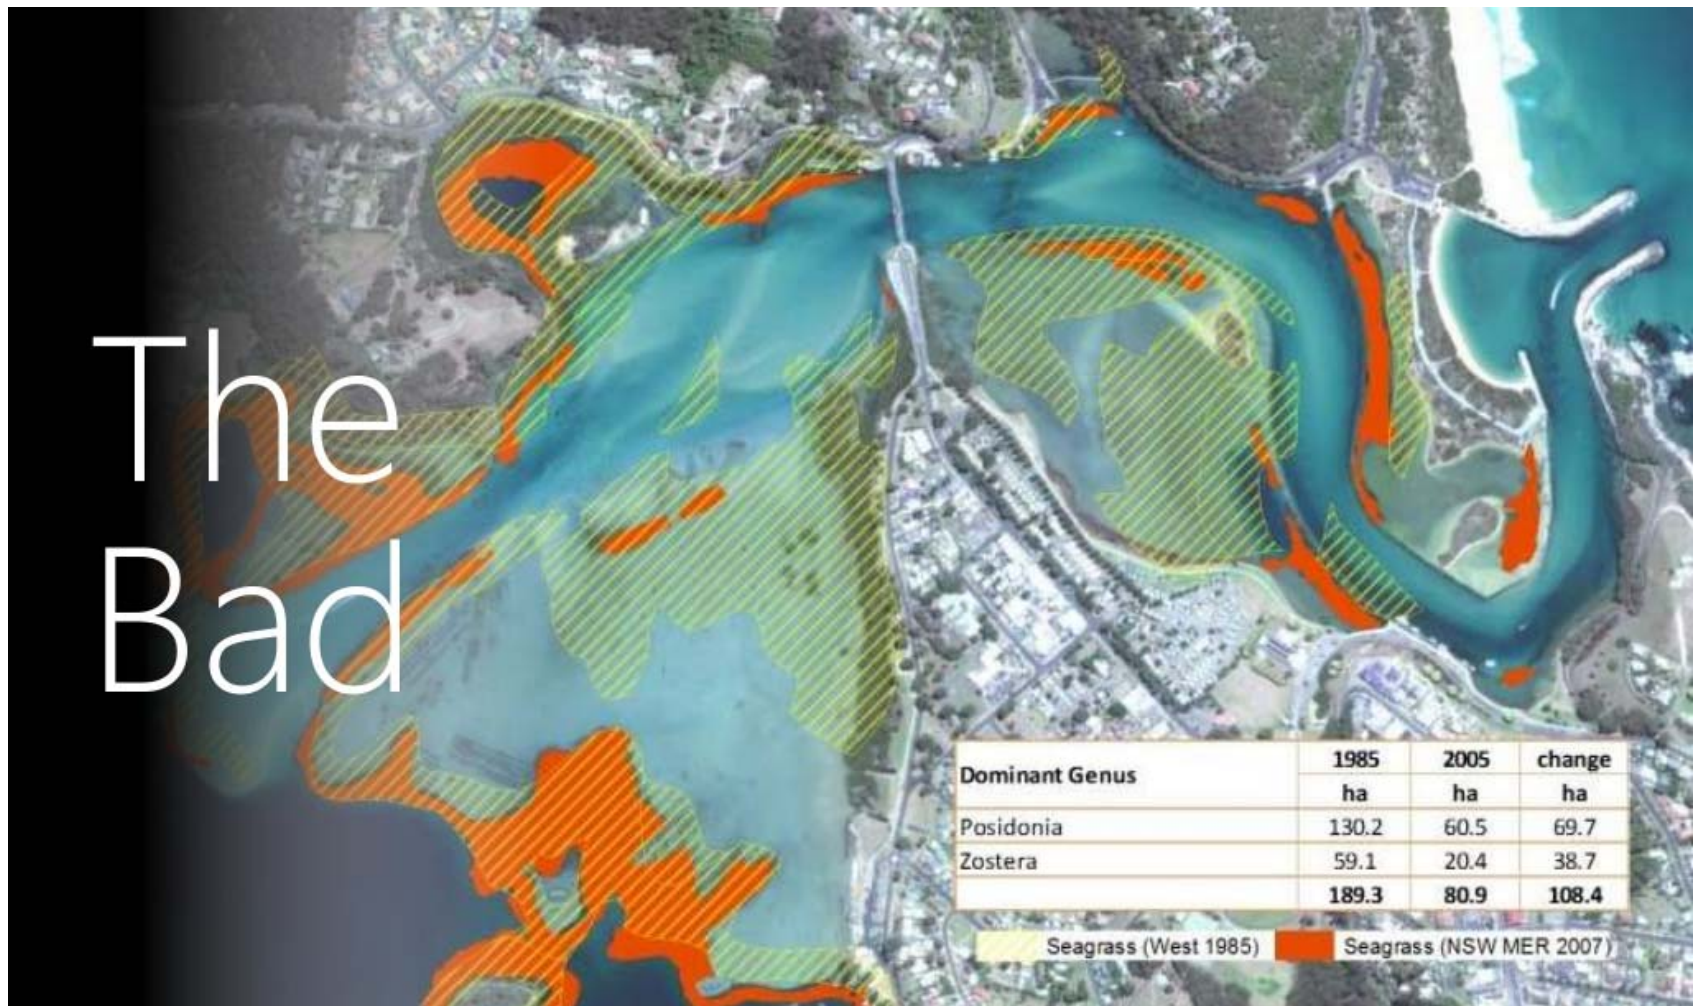 The
Bad
Dominant Genus 1985 2005 change
ha ha ha
Posidonia 130.2 60.5 69.7
Zostera 59.1 20.4 38.7
189.3 80.9 108.4
Seagrass (West 1985) Seagrass (NSW MER 2007)